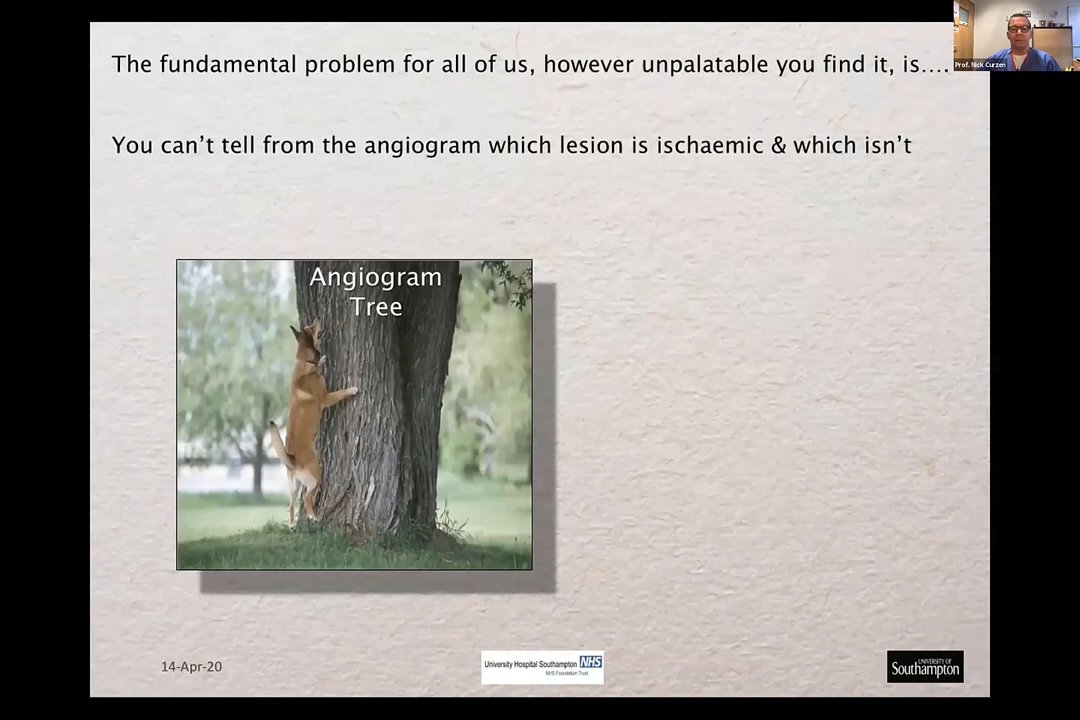 The fundamental problem for all of us, however unpalatable you find it, is....
Prof. Nick Curzen
You can’t tell from the angiogram which lesion is ischaemic & which isn’t
Angiogram
Tree
14-Apr-20
University Hospital Southampton NHS
NHS Foundation Trust
UNIVERSITY OF
Southampton